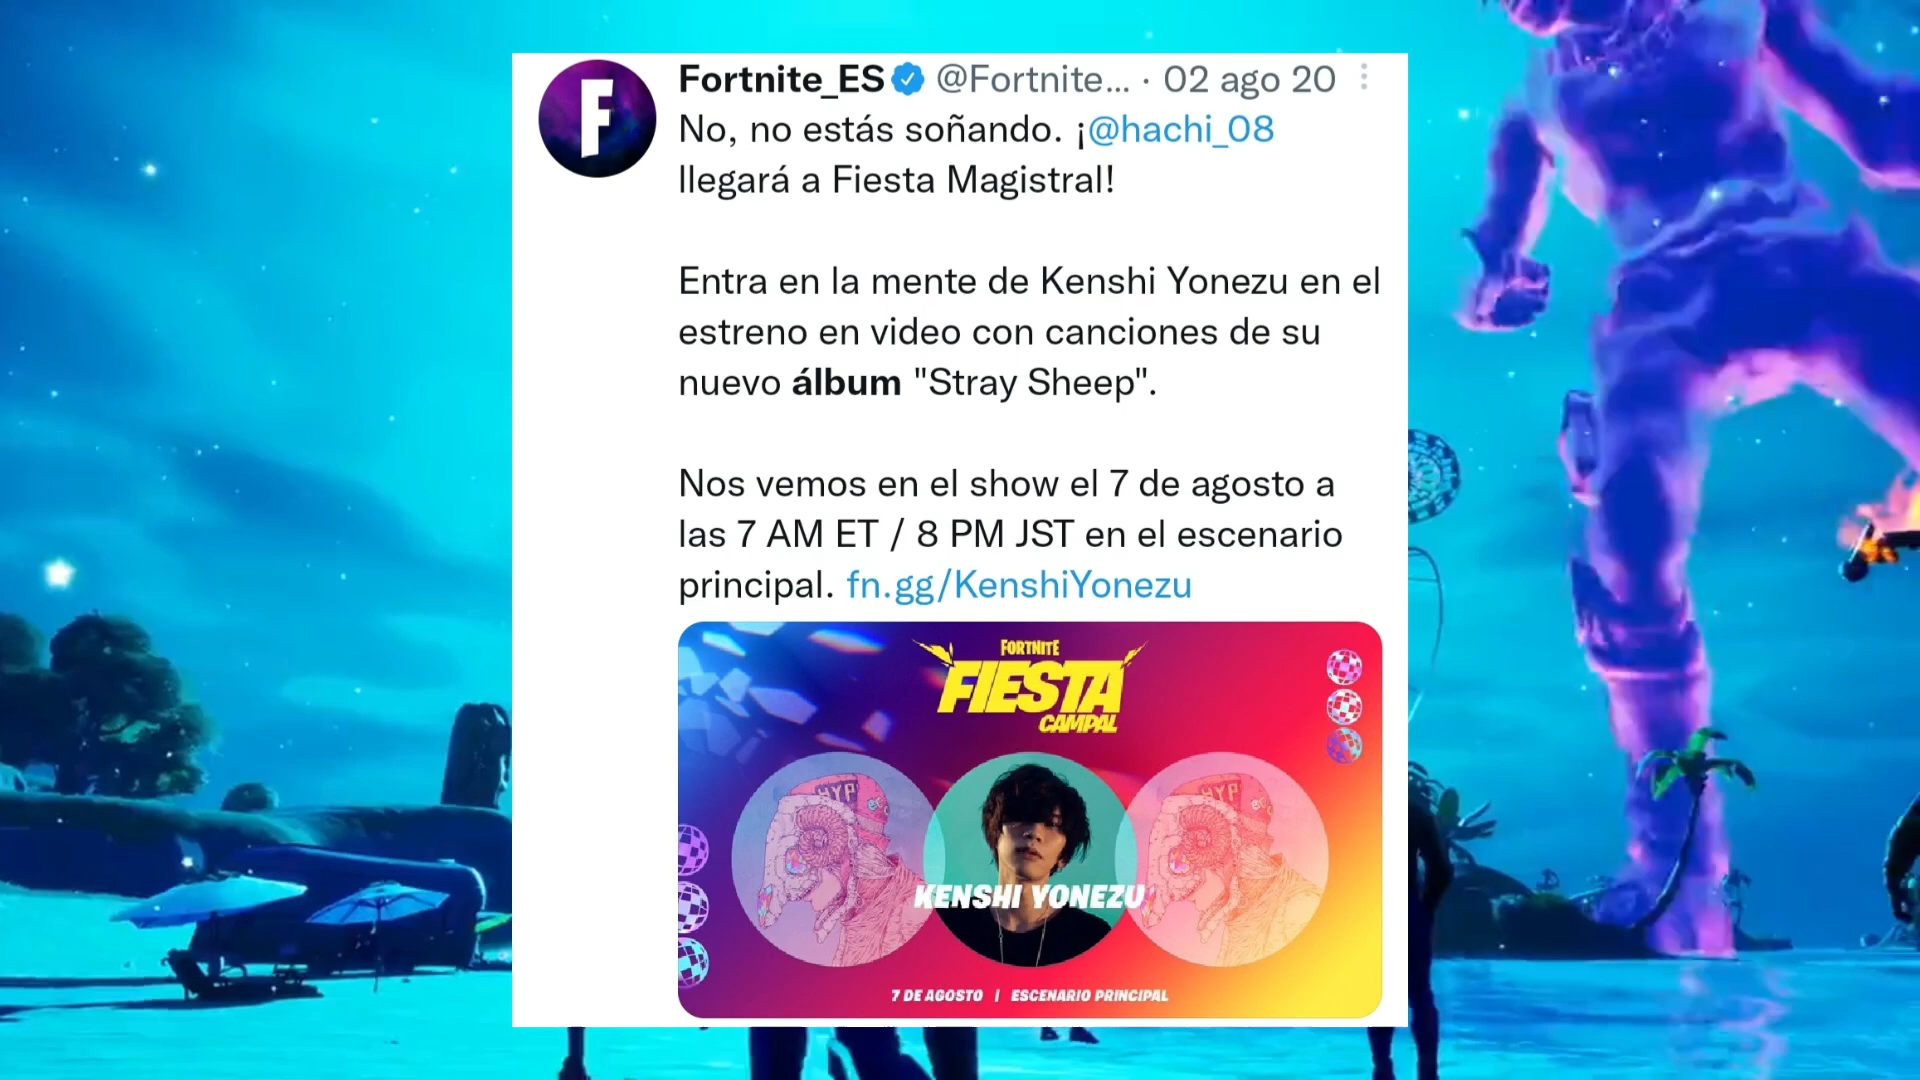 Fortnite_ES @Fortnite... · 02 ago 20
No, no estás soñando. ¡@hachi_08
llegará a Fiesta Magistral!
Entra en la mente de Kenshi Yonezu en el
estreno en video con canciones de su
nuevo álbum "Stray Sheep".
Nos vemos en el show el 7 de agosto a
las 7 AM ET / 8 PM JST en el escenario
principal. fn.gg/KenshiYonezu
FORTNITE
FIESTA
CAMPAL
HYP
HYP
KENSHI YONEZU
7 DE AGOSTO | ESCENARIO PRINCIPAL